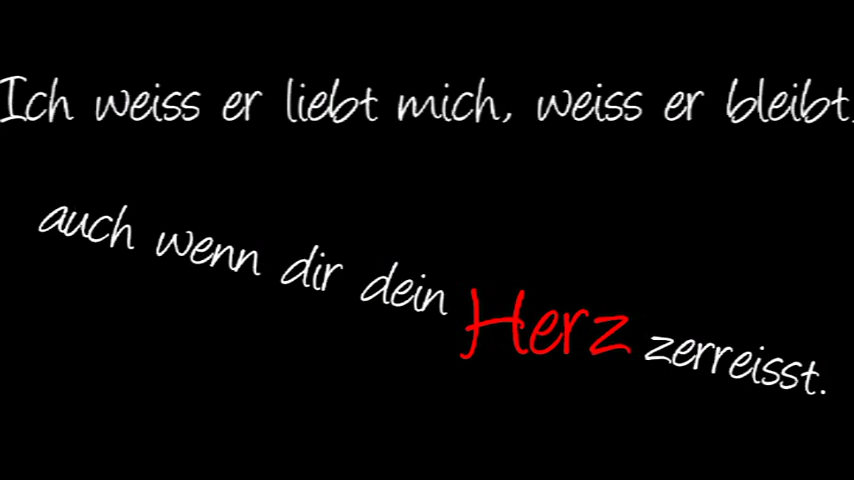 Ich weiss er liebt mich, weiss er bleibt,
auch wenn dir dein Herz zerreisst.